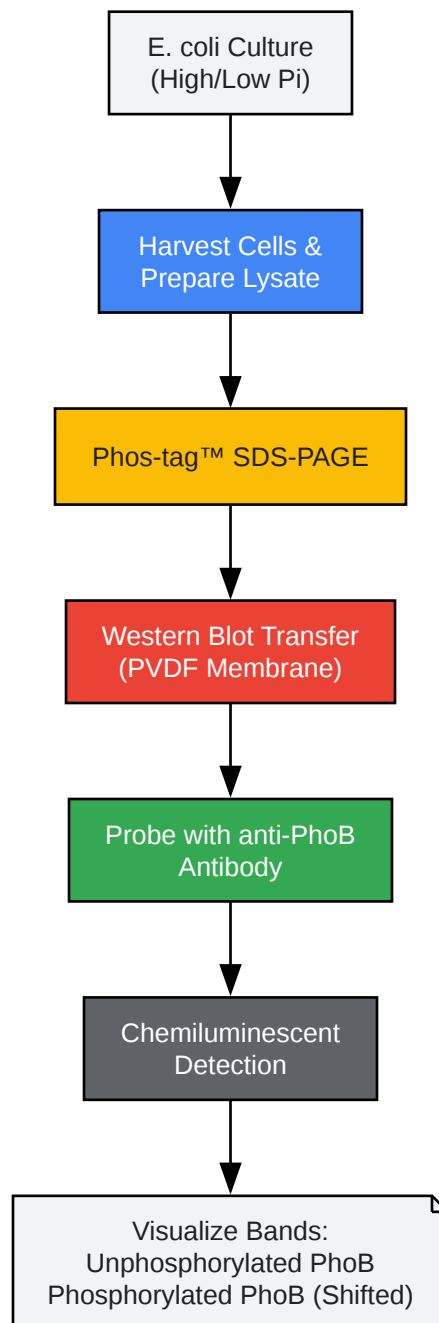 E. coli Culture
(High/Low Pi)
Harvest Cells &
Prepare Lysate
Phos-tag™ SDS-PAGE
Western Blot Transfer
(PVDF Membrane)
Probe with anti-PhoB
Antibody
Chemiluminescent
Detection
Visualize Bands:
Unphosphorylated PhoB
Phosphorylated PhoB (Shifted)